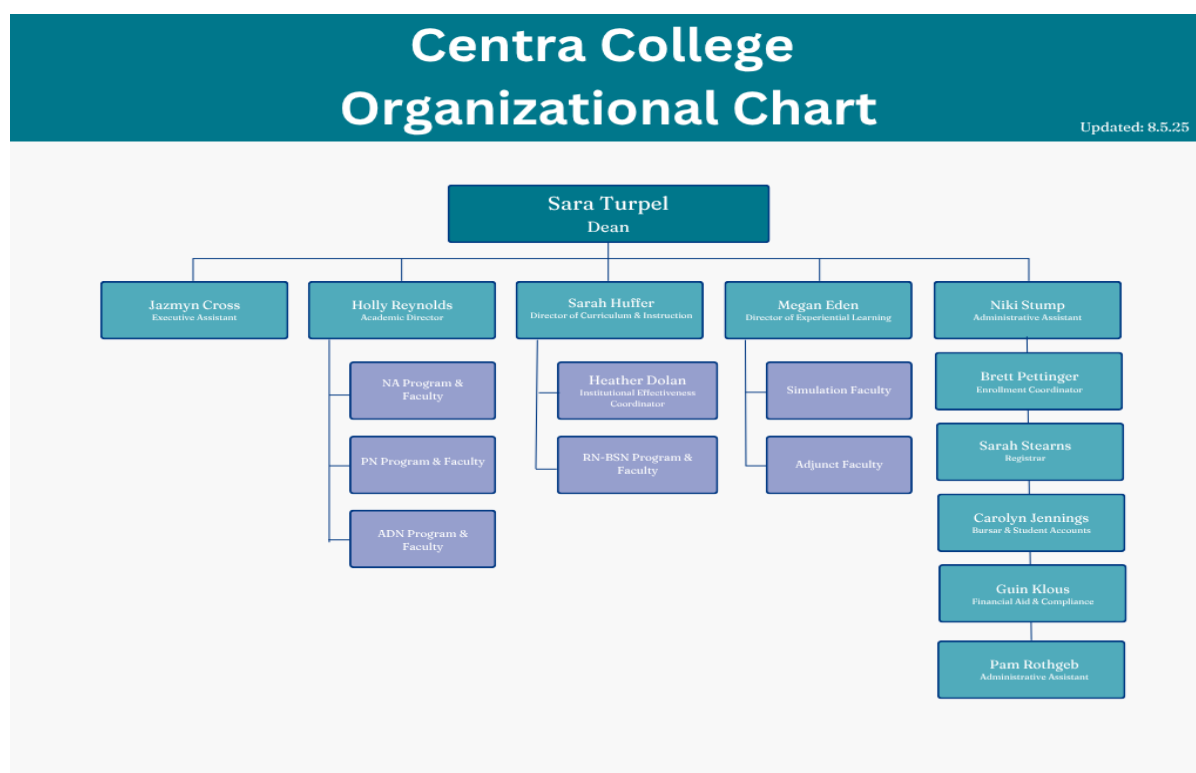 Centra College
Organizational Chart
Updated: 8.5.25
Sara Turpel
Dean
Jazmyn Cross
Executive Assistant
Holly Reynolds
Academic Director
NA Program &
Faculty
PN Program & Faculty
ADN Program &
Faculty
Sarah Huffer
Director of Curriculum & Instruction
Heather Dolan
Institutional Effectiveness
Coordinator
RN-BSN Program &
Faculty
Megan Eden
Director of Experiential Learning
Simulation Faculty
Adjunct Faculty
Niki Stump
Administrative Assistant
Brett Pettinger
Enrollment Coordinator
Sarah Stearns
Registrar
Carolyn Jennings
Bursar & Student Accounts
Guin Klous
Financial Aid & Compliance
Pam Rothgeb
Administrative Assistant